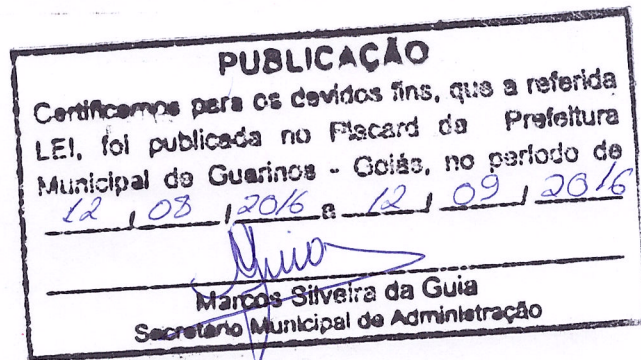 PUBLICAÇÃO
Certificamos para os devidos fins, que a referida
LEI, foi publicada no Placard da Prefeitura
Municipal de Guarinos - Goiás, no período de
12 / 08 / 2016 a 12 / 09 / 2016
Guia
Marcos Silveira da Guia
Secretário Municipal de Administração